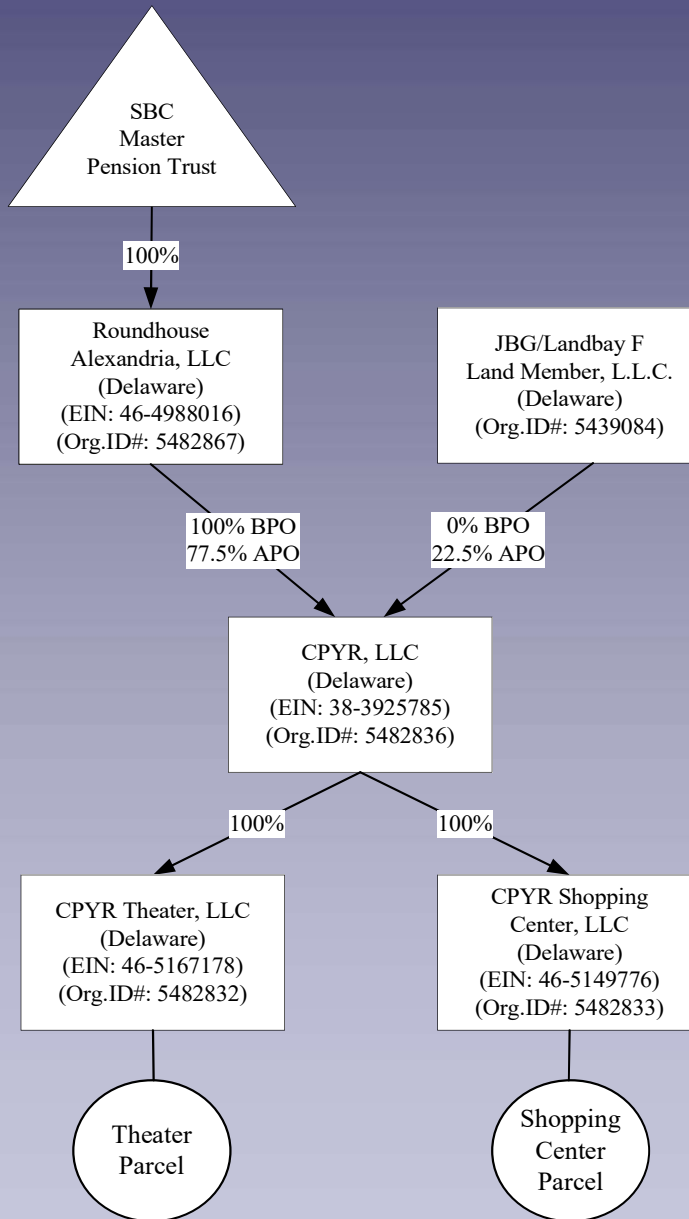 SBC
Master
Pension Trust
100%
Roundhouse
Alexandria, LLC
(Delaware)
(EIN: 46-4988016)
(Org.ID#: 5482867)
JBG/Landbay F
Land Member, L.L.C.
(Delaware)
(Org.ID#: 5439084)
100% BPO
77.5% APO
0% BPO
22.5% APO
CPYR, LLC
(Delaware)
(EIN: 38-3925785)
(Org.ID#: 5482836)
100%
100%
CPYR Theater, LLC
(Delaware)
(EIN: 46-5167178)
(Org.ID#: 5482832)
CPYR Shopping
Center, LLC
(Delaware)
(EIN: 46-5149776)
(Org.ID#: 5482833)
Theater
Parcel
Shopping
Center
Parcel